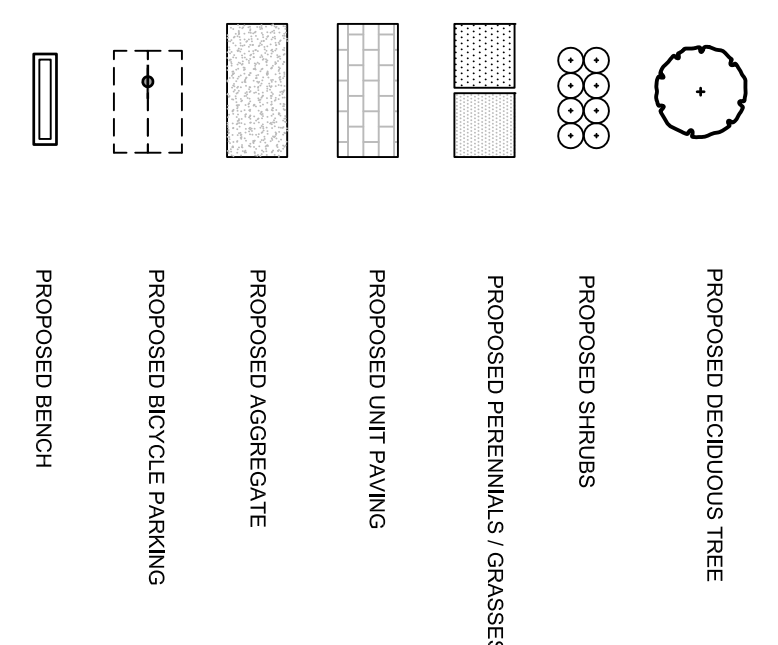 PROPOSED DECIDUOUS TREE
PROPOSED SHRUBS
PROPOSED PERENNIALS / GRASSES
PROPOSED UNIT PAVING
PROPOSED AGGREGATE
PROPOSED BICYCLE PARKING
PROPOSED BENCH